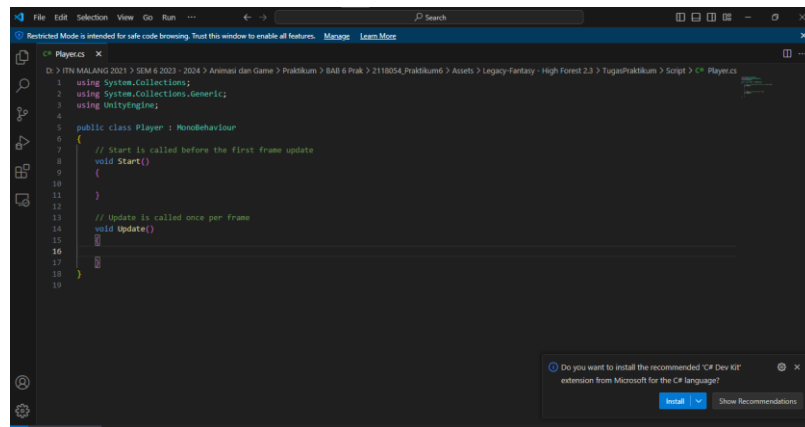 File Edit Selection View Go Run ··· Search
Restricted Mode is intended for safe code browsing. Trust this window to enable all features. Manage Learn More
C# Player.cs
D: > ITN MALANG 2021 > SEM 6 2023 - 2024 > Animasi dan Game > Praktikum > BAB 6 Prak > 2118054_Praktikum6 > Assets > Legacy-Fantasy - High Forest 2.3 > TugasPraktikum > Script > C# Player.cs
1 using System.Collections;
2 using System.Collections.Generic;
3 using UnityEngine;
4
5 public class Player : MonoBehaviour
6 {
7 // Start is called before the first frame update
8 void Start()
9 {
10
11 }
12
13 // Update is called once per frame
14 void Update()
15 {
16
17 }
18 }
19
Do you want to install the recommended 'C# Dev Kit'
extension from Microsoft for the C# language?
Install Show Recommendations